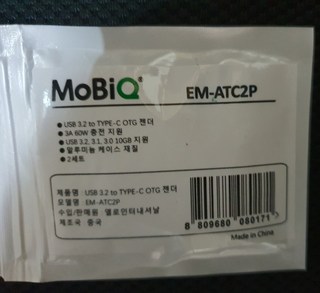 MoBiQ EM-ATC2P
● USB 3.2 to TYPE-C OTG 젠더
● 3A 60W 충전 지원
● USB 3.2, 3.1, 3.0 10GB 지원
● 알루미늄 케이스 재질
● 2세트
제품명 : USB 3.2 to TYPE-C OTG 젠더
모델명 : EM-ATC2P
수입/판매원 : 엘로인터내셔날
제조국 : 중국
8 809680 080171
Made in China